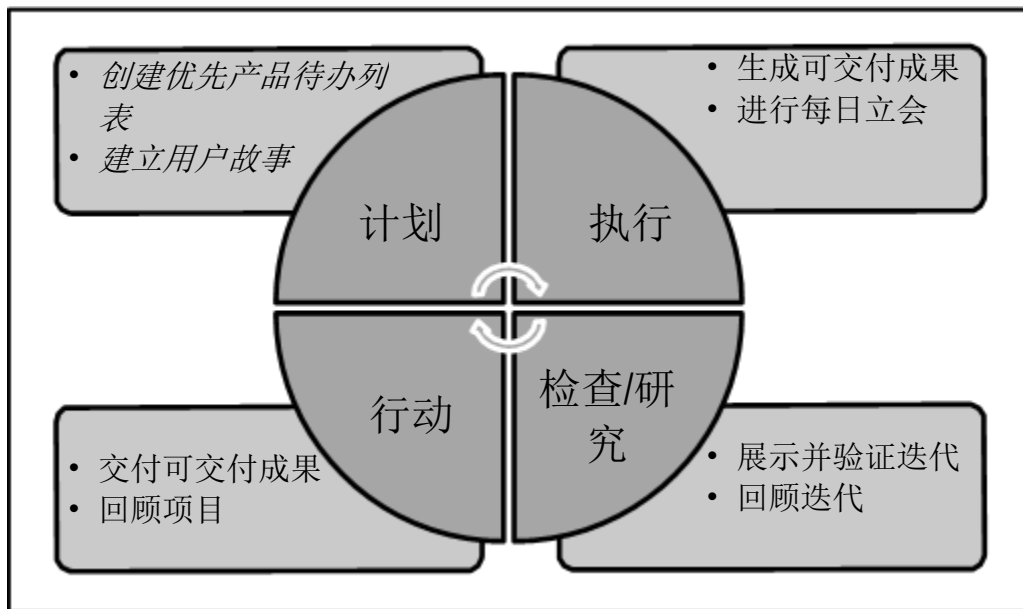 • 创建优先产品待办列
表
• 建立用户故事
• 生成可交付成果
• 进行每日立会
计划
执行
行动
检查/研
究
• 交付可交付成果
• 回顾项目
• 展示并验证迭代
• 回顾迭代